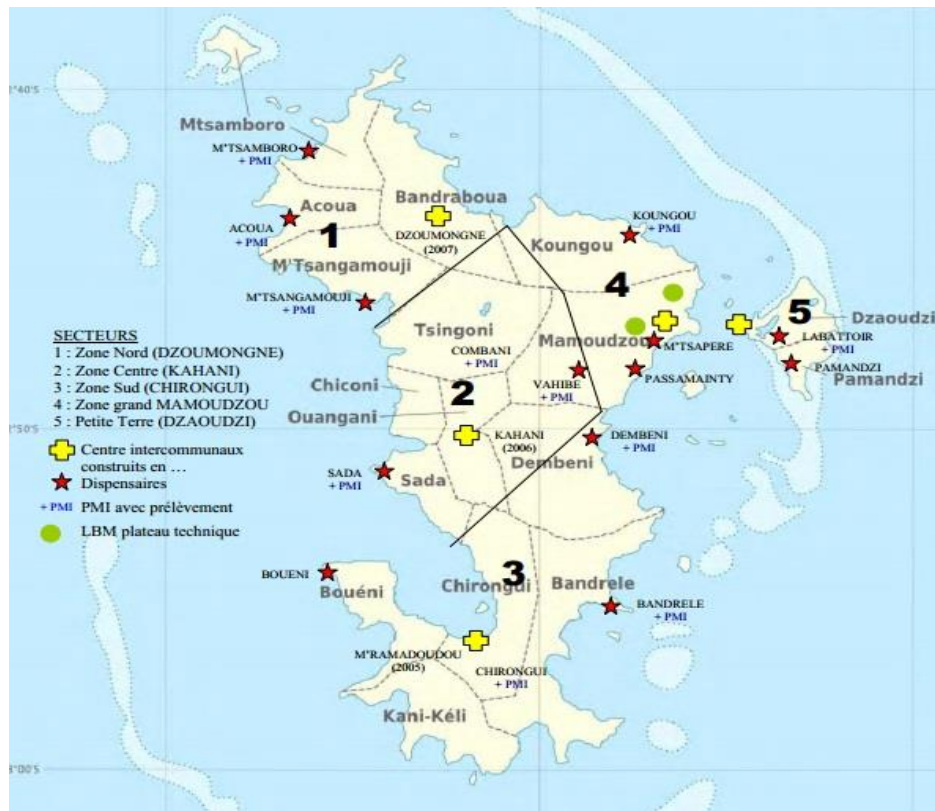 2°40'
Mtsamboro
M'TSAMBORO
+ PMI
Bandraboua
Acoua
ACOUA
+ PMI
DZOUMONGNE
(2007)
KOUNGOU
+ PMI
Koungou
1
M'Tsangamouji
4
M'TSANGAMOUJI
+ PMI
5
Dzaoudzi
Tsingoni
Mamoudzou
M'TSAPERE
LABATTOIR
+ PMI
COMBANI
+ PMI
PAMANDZI
Pamandzi
SECTEURS
1 : Zone Nord (DZOUMONGNE)
2 : Zone Centre (KAHANI)
3 : Zone Sud (CHIRONGUI)
4 : Zone grand MAMOUDZOU
5 : Petite Terre (DZAOUDZI)
Centre intercommunaux
construits en …
Dispensaires
+ PMI PMI avec prélèvement
LBM plateau technique
Chiconi
2
VAHIBE
+ PMI
PASSAMAINTY
Ouangani
2°50'S
KAHANI
(2006)
DEMBENI
+ PMI
Dembeni
SADA
+ PMI
Sada
BOUENI
Bouéni
3
Chirongui
Bandrele
BANDRELE
+ PMI
M'RAMADOUDOU
(2005)
CHIRONGUI
+ PMI
Kani-Kéli
3°00'S